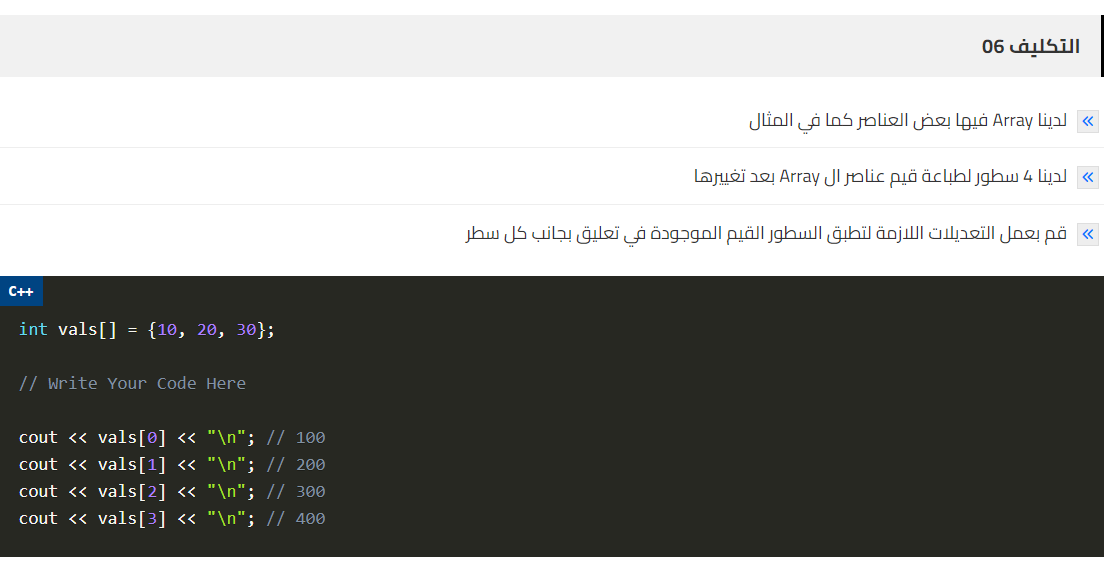 التكليف 06
لدينا Array فيها بعض العناصر كما في المثال
لدينا 4 سطور لطباعة قيم عناصر ال Array بعد تغييرها
قم بعمل التعديلات اللازمة لتطبق السطور القيم الموجودة في تعليق بجانب كل سطر
C++
int vals[] = {10, 20, 30};
// Write Your Code Here
cout << vals[0] << "\n"; // 100
cout << vals[1] << "\n"; // 200
cout << vals[2] << "\n"; // 300
cout << vals[3] << "\n"; // 400